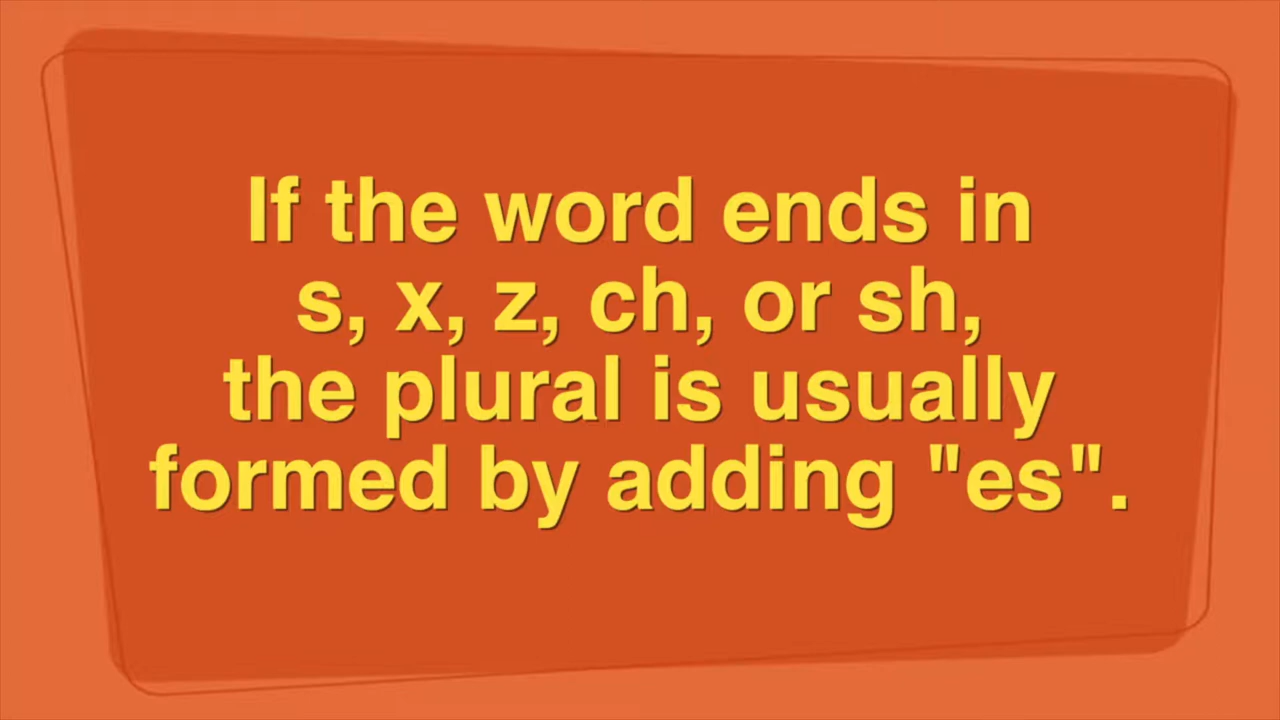 If the word ends in
s, x, z, ch, or sh,
the plural is usually
formed by adding "es".